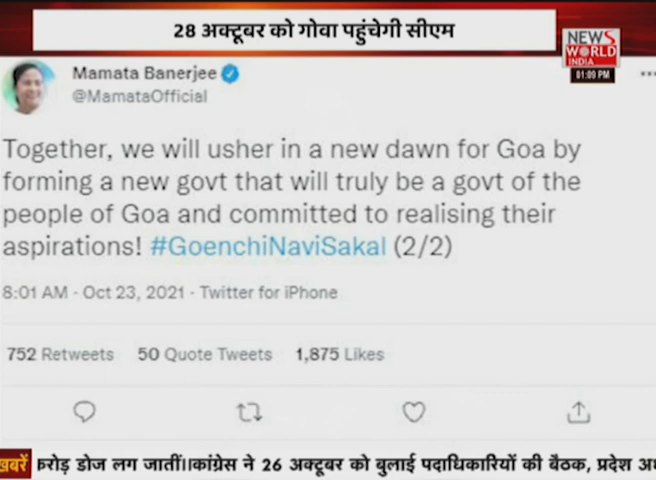 28 अक्टूबर को गोवा पहुंचेगी सीएम
NEWS
WORLD
INDIA
01:09 PM
Mamata Banerjee
@MamataOfficial
Together, we will usher in a new dawn for Goa by
forming a new govt that will truly be a govt of the
people of Goa and committed to realising their
aspirations! #GoenchiNaviSakal (2/2)
8:01 AM · Oct 23, 2021 · Twitter for iPhone
752 Retweets 50 Quote Tweets 1,875 Likes
खबरें करोड़ डोज लग जातीं।।कांग्रेस ने 26 अक्टूबर को बुलाई पदाधिकारियों की बैठक, प्रदेश